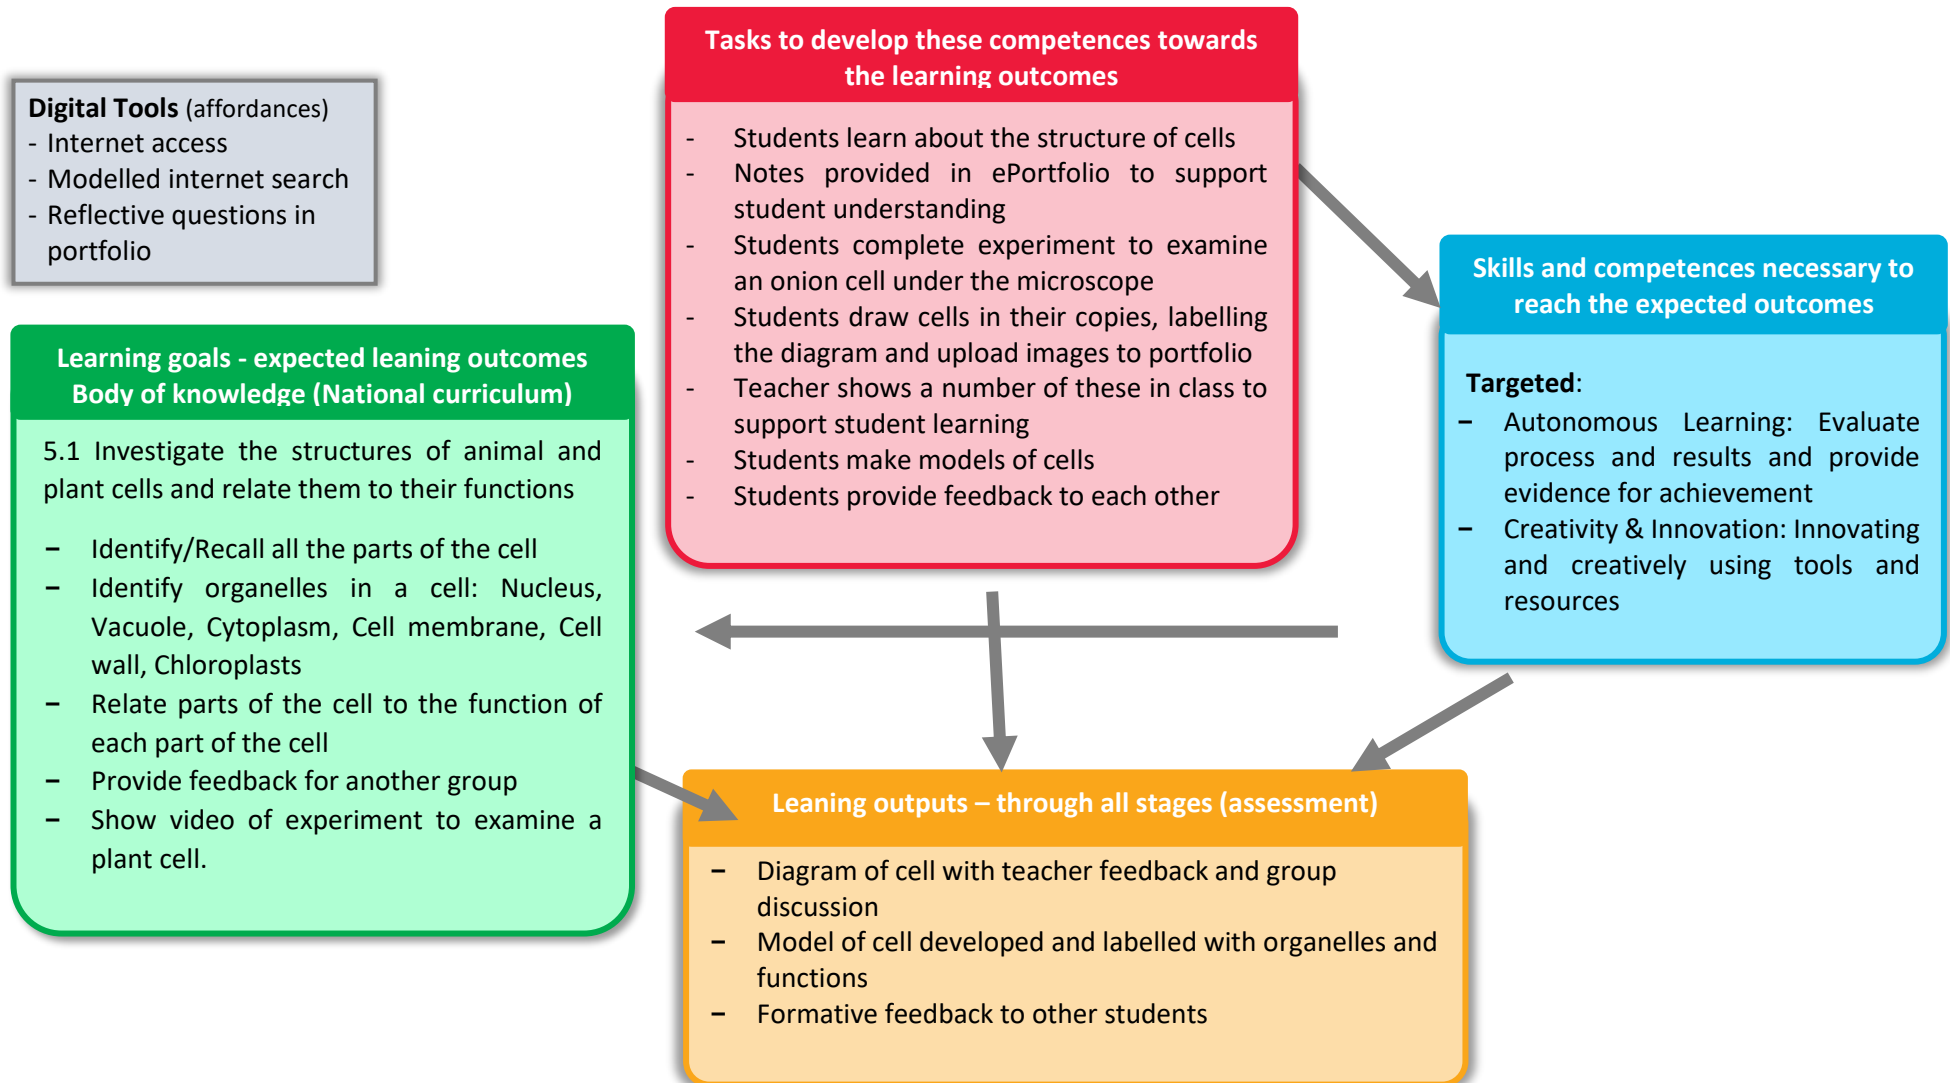 Tasks to develop these competences towards
the learning outcomes
- Students learn about the structure of cells
- Notes provided in ePortfolio to support
student understanding
- Students complete experiment to examine
an onion cell under the microscope
- Students draw cells in their copies, labelling
the diagram and upload images to portfolio
- Teacher shows a number of these in class to
support student learning
- Students make models of cells
- Students provide feedback to each other
Digital Tools (affordances)
- Internet access
- Modelled internet search
- Reflective questions in
portfolio
Skills and competences necessary to
reach the expected outcomes
Targeted:
– Autonomous Learning: Evaluate
process and results and provide
evidence for achievement
– Creativity & Innovation: Innovating
and creatively using tools and
resources
Learning goals - expected leaning outcomes
Body of knowledge (National curriculum)
5.1 Investigate the structures of animal and
plant cells and relate them to their functions
– Identify/Recall all the parts of the cell
– Identify organelles in a cell: Nucleus,
Vacuole, Cytoplasm, Cell membrane, Cell
wall, Chloroplasts
– Relate parts of the cell to the function of
each part of the cell
– Provide feedback for another group
– Show video of experiment to examine a
plant cell.
Leaning outputs – through all stages (assessment)
– Diagram of cell with teacher feedback and group
discussion
– Model of cell developed and labelled with organelles and
functions
– Formative feedback to other students